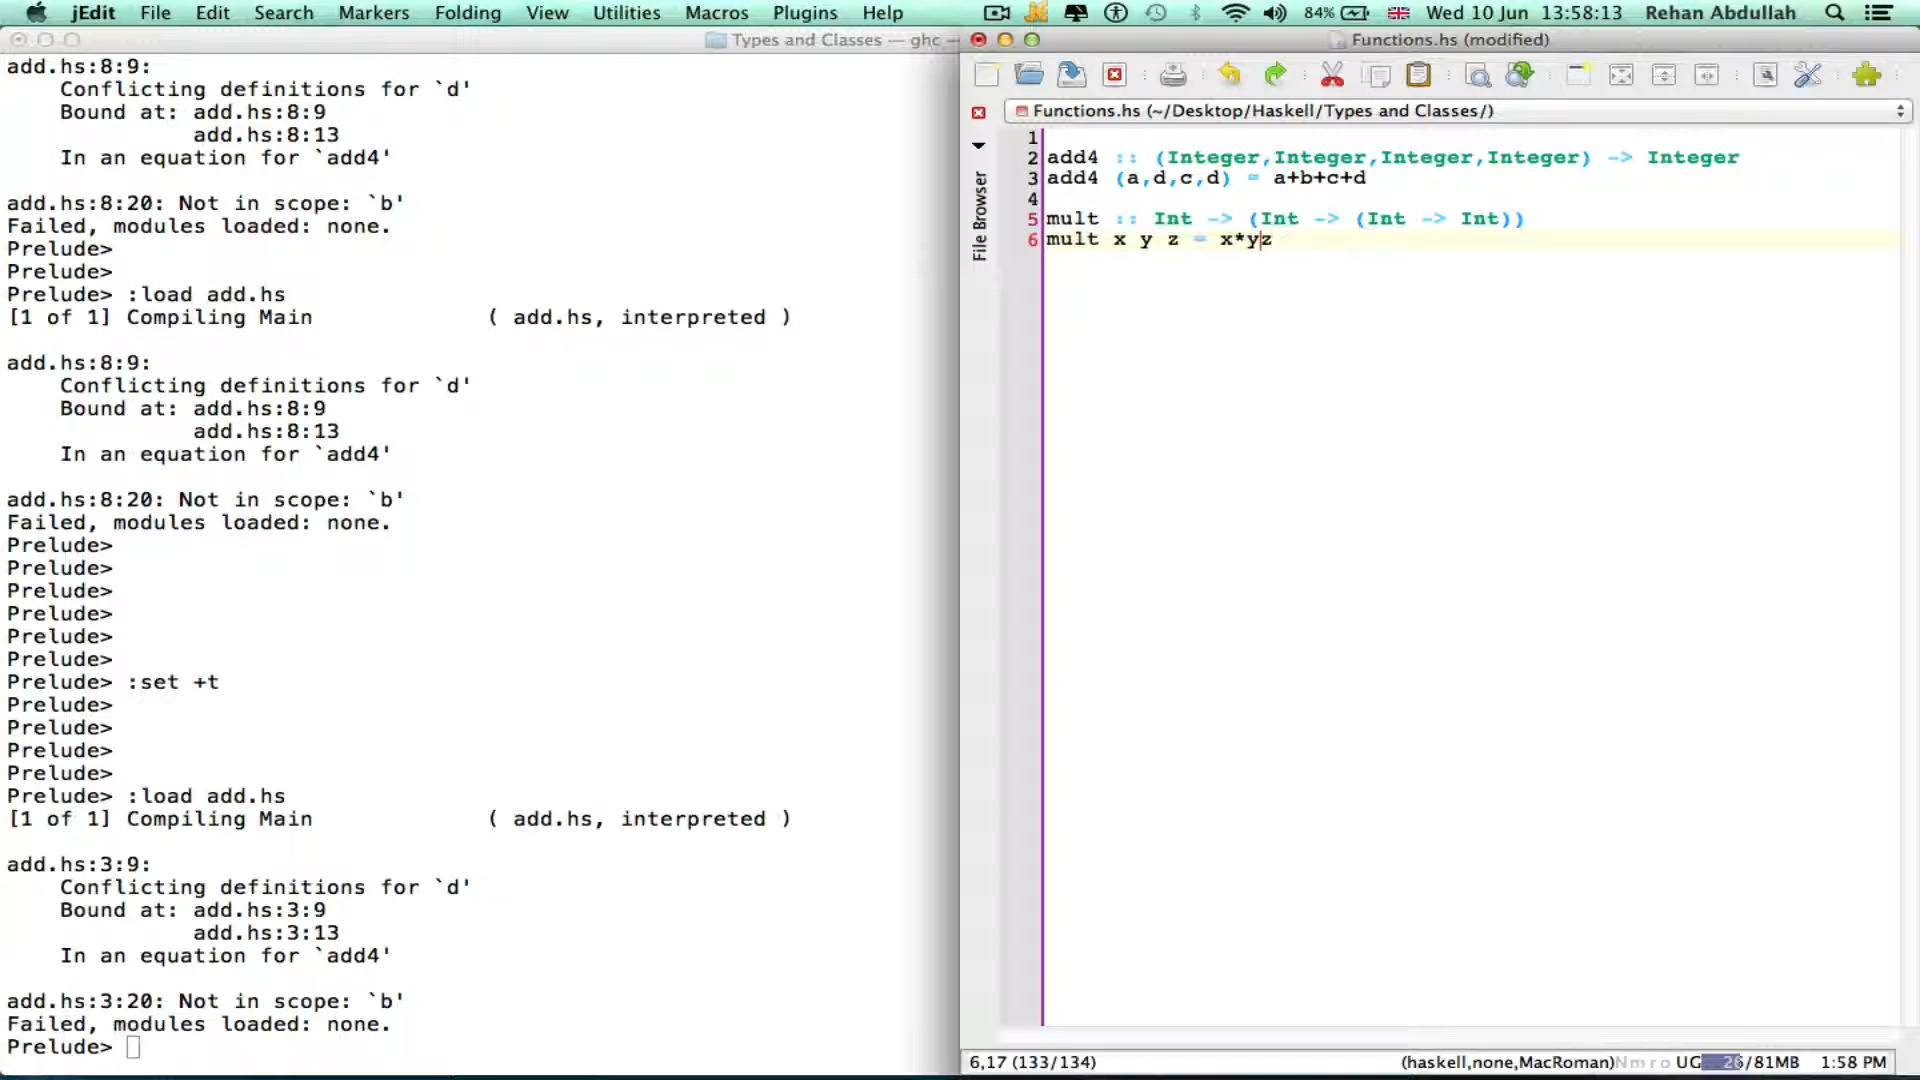 jEdit File Edit Search Markers Folding View Utilities Macros Plugins Help 84% Wed 10 Jun 13:58:13 Rehan Abdullah
Types and Classes — ghc —
add.hs:8:9:
    Conflicting definitions for `d'
    Bound at: add.hs:8:9
              add.hs:8:13
    In an equation for `add4'
add.hs:8:20: Not in scope: `b'
Failed, modules loaded: none.
Prelude>
Prelude>
Prelude> :load add.hs
[1 of 1] Compiling Main             ( add.hs, interpreted )
add.hs:8:9:
    Conflicting definitions for `d'
    Bound at: add.hs:8:9
              add.hs:8:13
    In an equation for `add4'
add.hs:8:20: Not in scope: `b'
Failed, modules loaded: none.
Prelude>
Prelude>
Prelude>
Prelude>
Prelude>
Prelude>
Prelude> :set +t
Prelude>
Prelude>
Prelude>
Prelude>
Prelude> :load add.hs
[1 of 1] Compiling Main             ( add.hs, interpreted )
add.hs:3:9:
    Conflicting definitions for `d'
    Bound at: add.hs:3:9
              add.hs:3:13
    In an equation for `add4'
add.hs:3:20: Not in scope: `b'
Failed, modules loaded: none.
Prelude>
Functions.hs (modified)
Functions.hs (~/Desktop/Haskell/Types and Classes/)
File Browser
1
2 add4 :: (Integer,Integer,Integer,Integer) -> Integer
3 add4 (a,d,c,d) = a+b+c+d
4
5 mult :: Int -> (Int -> (Int -> Int))
6 mult x y z = x*yz
6,17 (133/134) (haskell,none,MacRoman) N m r o UG 26/81MB 1:58 PM